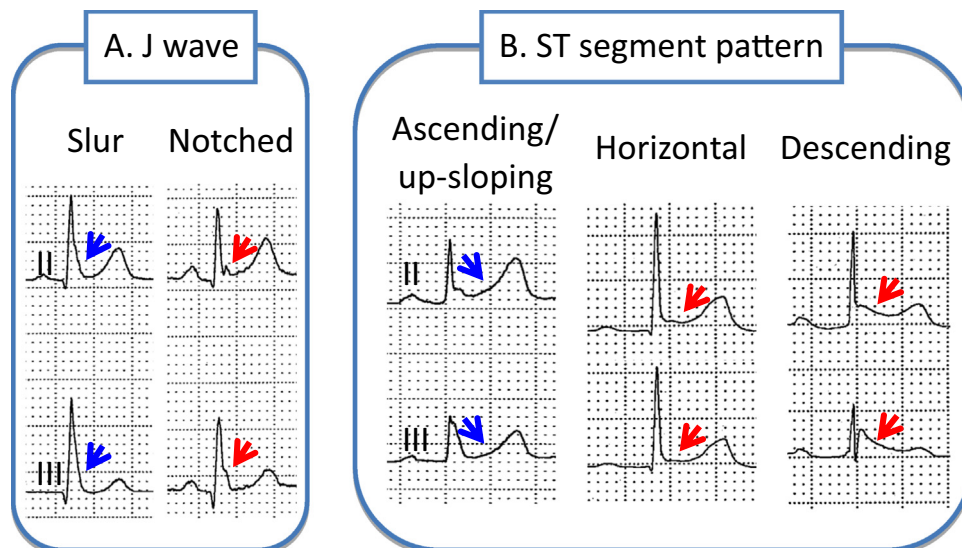 A. J wave
Slur
Notched
II
III
B. ST segment pattern
Ascending/
up-sloping
Horizontal
Descending
II
III